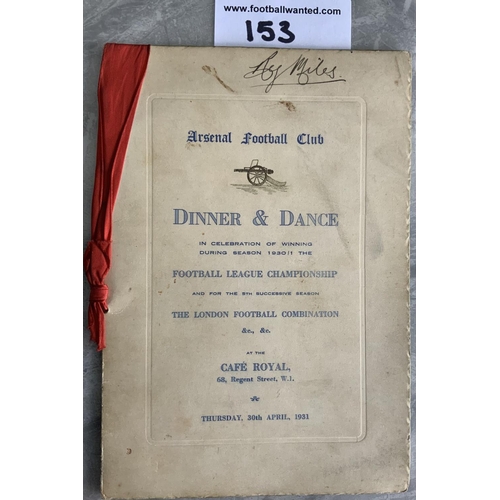 www.footballwanted.com
153
Miles.
Arsenal Football Club
DINNER & DANCE
IN CELEBRATION OF WINNING
DURING SEASON 1930/1 THE
FOOTBALL LEAGUE CHAMPIONSHIP
AND FOR THE 5TH SUCCESSIVE SEASON
THE LONDON FOOTBALL COMBINATION
&c., &c.
AT THE
CAFÉ ROYAL,
68, Regent Street, W.1.
THURSDAY, 30th APRIL, 1931